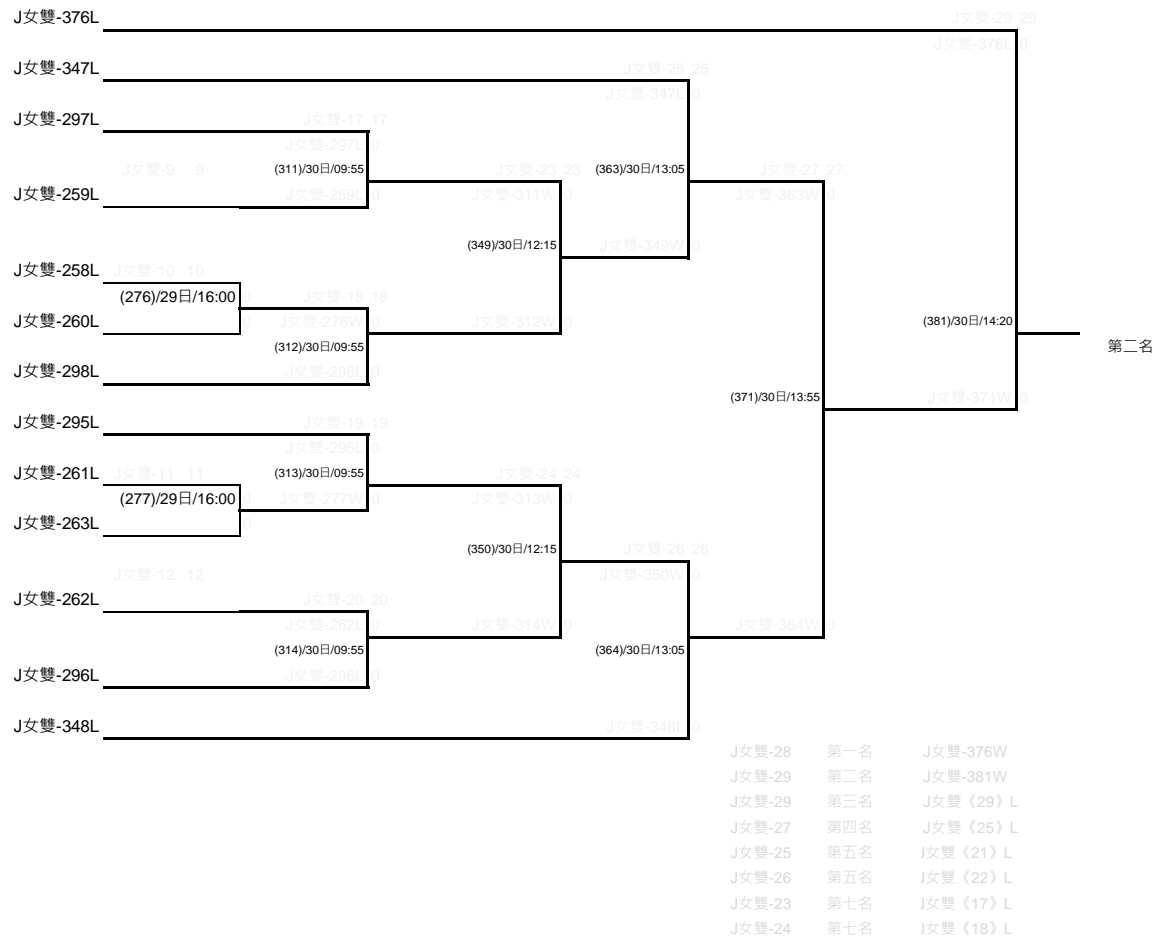 J女雙-376L
J女雙-29 29
J女雙-376L 0
J女雙-347L
J女雙-25 25
J女雙-347L 0
J女雙-297L
J女雙-17 17
J女雙-297L 0
J女雙-9 9
(311)/30日/09:55
J女雙-23 23
(363)/30日/13:05
J女雙-27 27
J女雙-259L
J女雙-259L 0
J女雙-311W 0
J女雙-363W 0
(349)/30日/12:15
J女雙-349W 0
J女雙-258L
J女雙-10 10
(276)/29日/16:00
0
J女雙-18 18
J女雙-260L
0
J女雙-276W 0
J女雙-312W 0
(381)/30日/14:20
第二名
(312)/30日/09:55
J女雙-298L
J女雙-298L 0
(371)/30日/13:55
J女雙-371W 0
J女雙-295L
J女雙-19 19
J女雙-295L 0
J女雙-261L
J女雙-11 11
(313)/30日/09:55
J女雙-24 24
(277)/29日/16:00
0
J女雙-277W 0
J女雙-313W 0
J女雙-263L
0
(350)/30日/12:15
J女雙-26 26
J女雙-12 12
J女雙-350W 0
J女雙-262L
J女雙-20 20
J女雙-262L 0
J女雙-314W 0
J女雙-364W 0
(314)/30日/09:55
(364)/30日/13:05
J女雙-296L
J女雙-296L 0
J女雙-348L
J女雙-348L 0
J女雙-28 第一名 J女雙-376W
J女雙-29 第二名 J女雙-381W
J女雙-29 第三名 J女雙《29》L
J女雙-27 第四名 J女雙《25》L
J女雙-25 第五名 J女雙《21》L
J女雙-26 第五名 J女雙《22》L
J女雙-23 第七名 J女雙《17》L
J女雙-24 第七名 J女雙《18》L